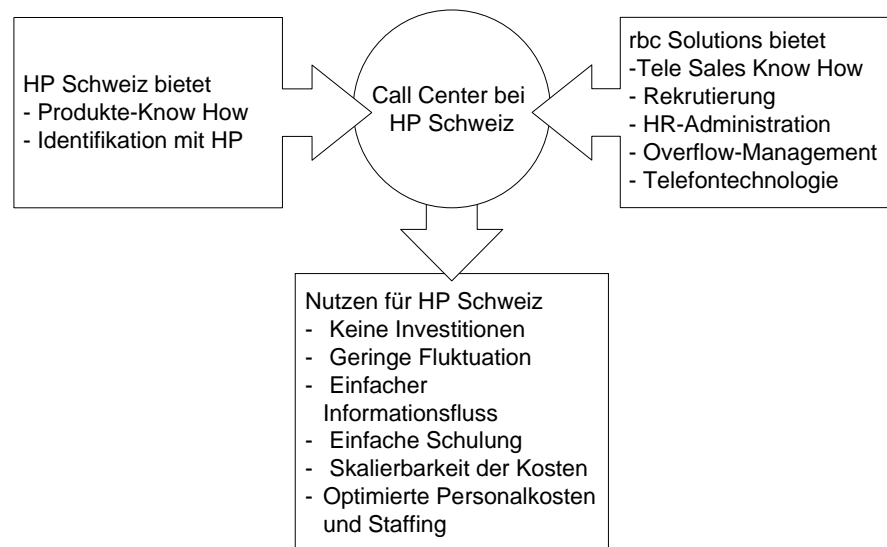 HP Schweiz bietet
- Produkte-Know How
- Identifikation mit HP
Call Center bei
HP Schweiz
rbc Solutions bietet
-Tele Sales Know How
- Rekrutierung
- HR-Administration
- Overflow-Management
- Telefontechnologie
Nutzen für HP Schweiz
- Keine Investitionen
- Geringe Fluktuation
- Einfacher
Informationsfluss
- Einfache Schulung
- Skalierbarkeit der Kosten
- Optimierte Personalkosten
und Staffing